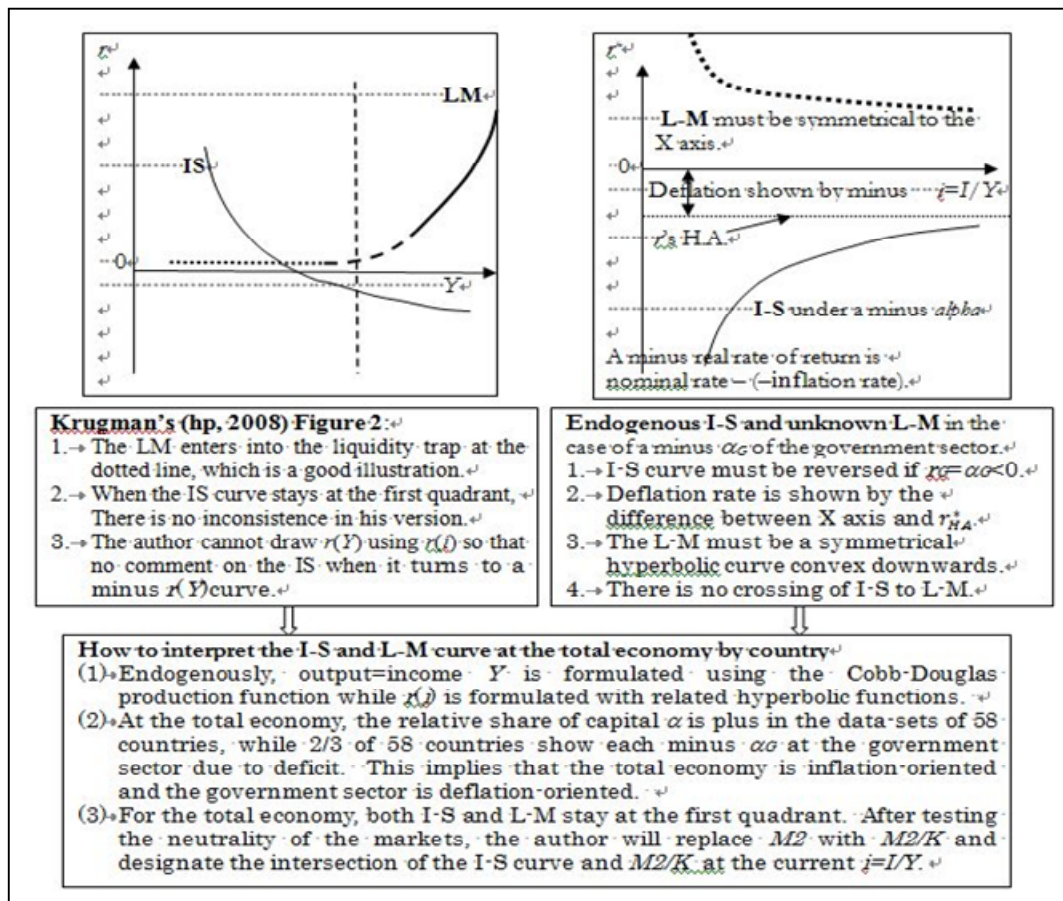 r
LM
IS
0
Y
r
L-M must be symmetrical to the
X axis.
0
Deflation shown by minus i=I/Y
r's H.A.
I-S under a minus alpha
A minus real rate of return is
nominal rate – (–inflation rate).
Krugman's (hp, 2008) Figure 2:
1. The LM enters into the liquidity trap at the
dotted line, which is a good illustration.
2. When the IS curve stays at the first quadrant,
There is no inconsistence in his version.
3. The author cannot draw r(Y) using r(i) so that
no comment on the IS when it turns to a
minus r(Y)curve.
Endogenous I-S and unknown L-M in the
case of a minus αG of the government sector.
1. I-S curve must be reversed if rG=αG<0.
2. Deflation rate is shown by the
difference between X axis and r*HA.
3. The L-M must be a symmetrical
hyperbolic curve convex downwards.
4. There is no crossing of I-S to L-M.
How to interpret the I-S and L-M curve at the total economy by country
(1) Endogenously, output=income Y is formulated using the Cobb-Douglas
production function while r(i) is formulated with related hyperbolic functions.
(2) At the total economy, the relative share of capital α is plus in the data-sets of 58
countries, while 2/3 of 58 countries show each minus αG at the government
sector due to deficit. This implies that the total economy is inflation-oriented
and the government sector is deflation-oriented.
(3) For the total economy, both I-S and L-M stay at the first quadrant. After testing
the neutrality of the markets, the author will replace M2 with M2/K and
designate the intersection of the I-S curve and M2/K at the current i=I/Y.